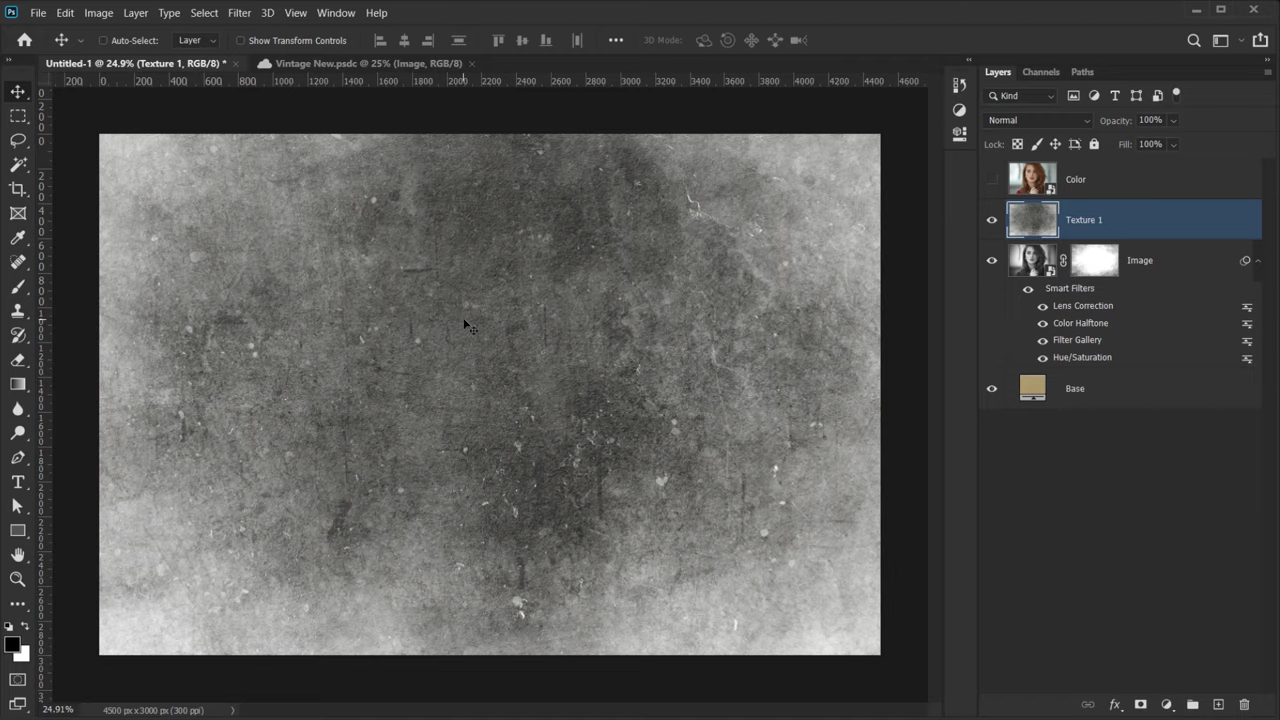 Ps File Edit Image Layer Type Select Filter 3D View Window Help
Auto-Select: Layer Show Transform Controls 3D Mode:
Untitled-1 @ 24.9% (Texture 1, RGB/8) * Vintage New.psdc @ 25% (Image, RGB/8)
200 0 200 400 600 800 1000 1200 1400 1600 1800 2000 2200 2400 2600 2800 3000 3200 3400 3600 3800 4000 4200 4400 4600
Layers Channels Paths
Kind
Normal Opacity: 100%
Lock: Fill: 100%
Color
Texture 1
Image
Smart Filters
Lens Correction
Color Halftone
Filter Gallery
Hue/Saturation
Base
24.91% 4500 px x 3000 px (300 ppi)